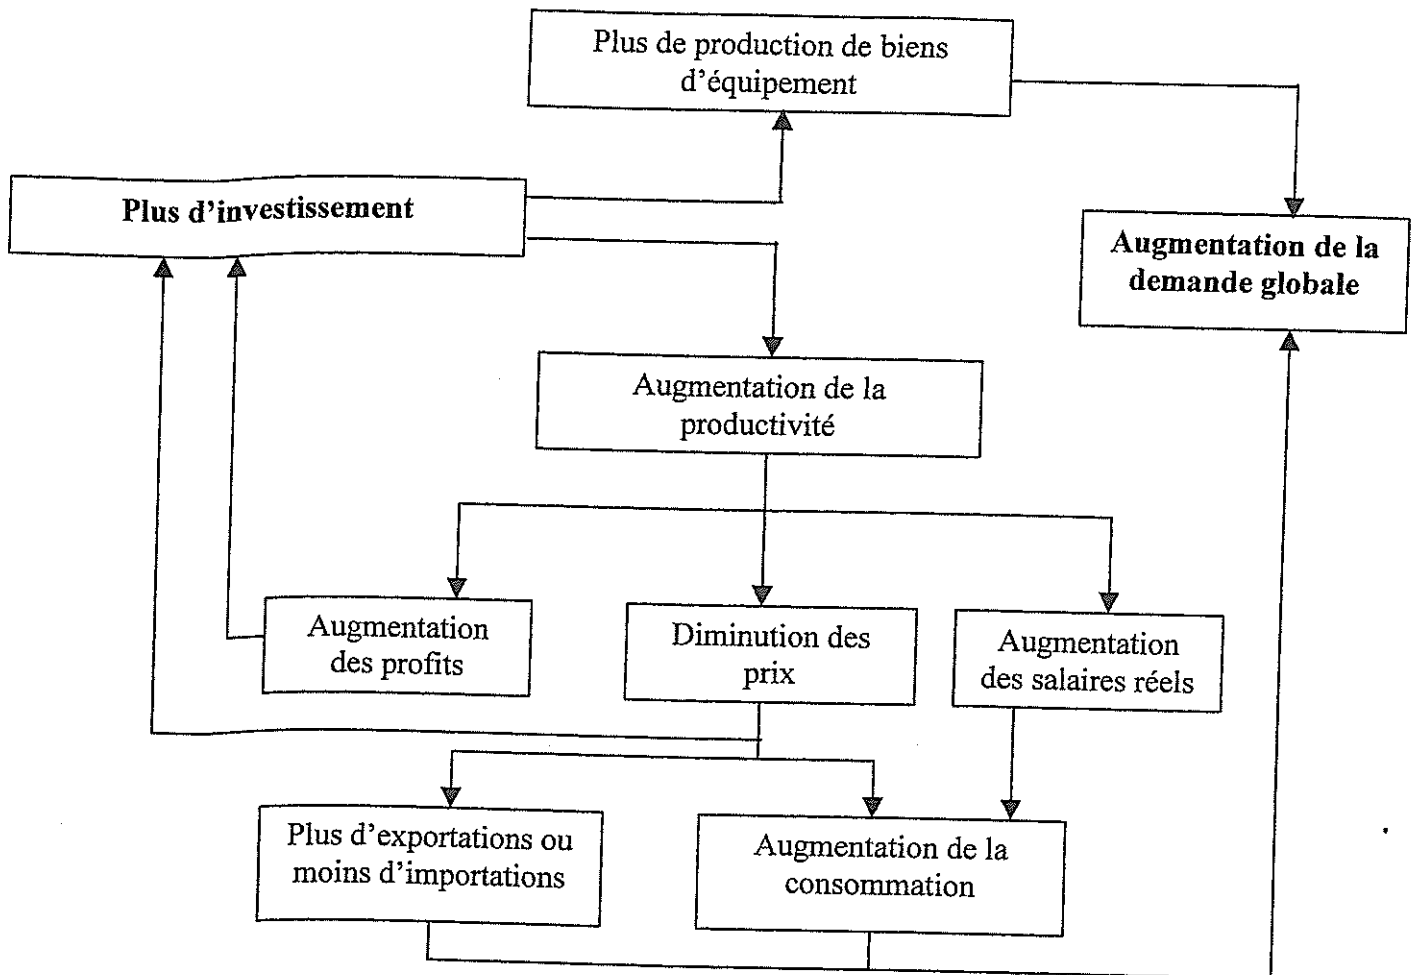 Plus de production de biens
d'équipement
Plus d'investissement
Augmentation de la
demande globale
Augmentation de la
productivité
Augmentation
des profits
Diminution des
prix
Augmentation
des salaires réels
Plus d'exportations ou
moins d'importations
Augmentation de la
consommation